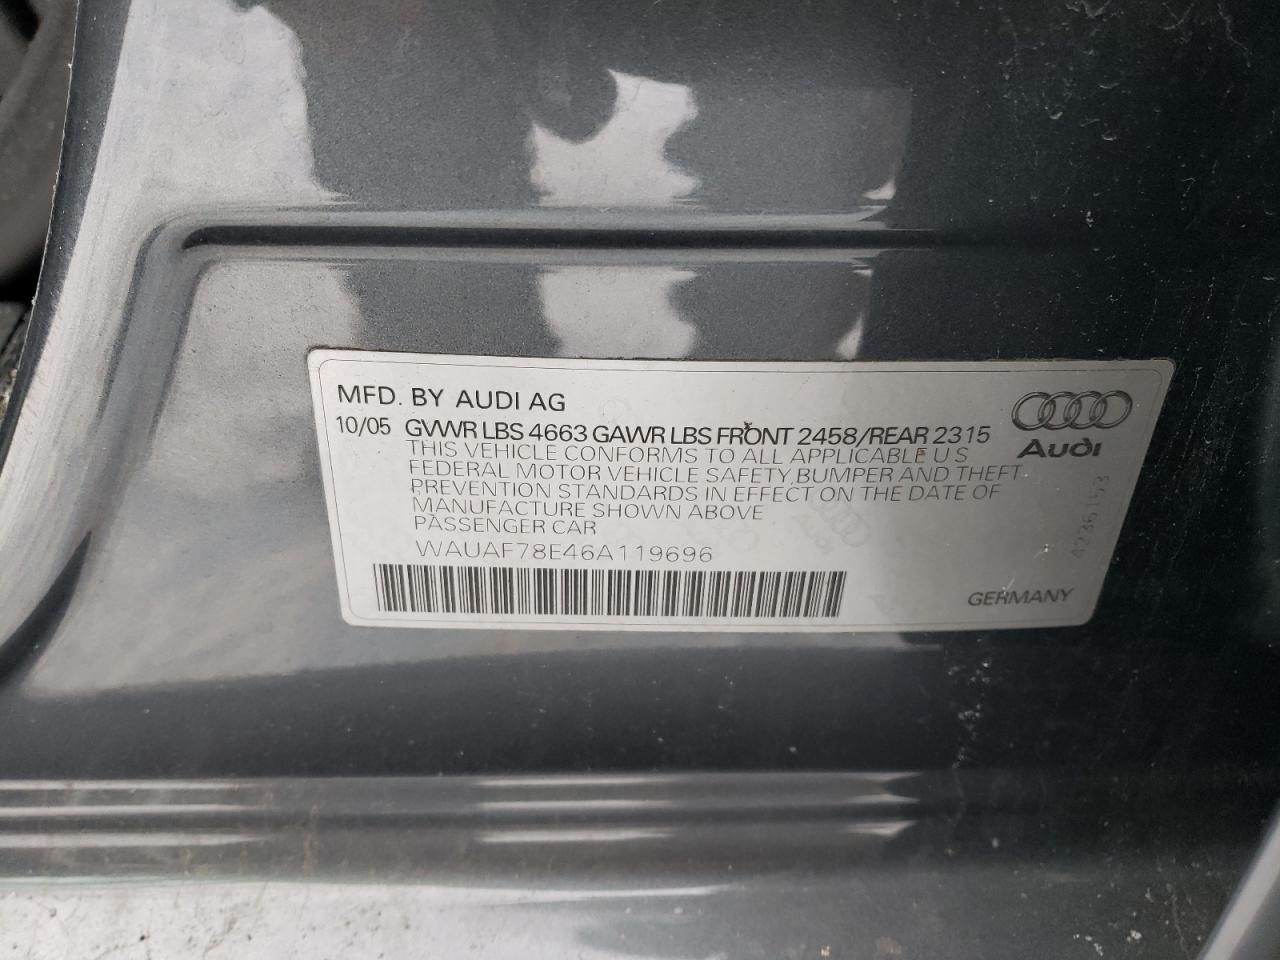 MFD. BY AUDI AG
10/05 GVWR LBS 4663 GAWR LBS FRONT 2458/REAR 2315
THIS VEHICLE CONFORMS TO ALL APPLICABLE U S
FEDERAL MOTOR VEHICLE SAFETY, BUMPER AND THEFT
PREVENTION STANDARDS IN EFFECT ON THE DATE OF
MANUFACTURE SHOWN ABOVE
PASSENGER CAR
WAUAF78E46A119696
Audi
4236153
GERMANY